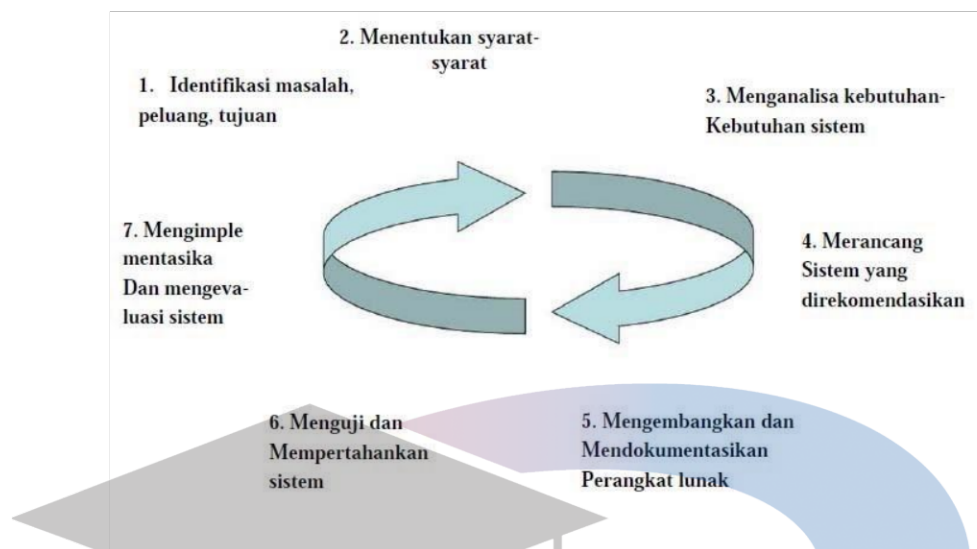 1. Identifikasi masalah,
peluang, tujuan
2. Menentukan syarat-
syarat
3. Menganalisa kebutuhan-
Kebutuhan sistem
4. Merancang
Sistem yang
direkomendasikan
5. Mengembangkan dan
Mendokumentasikan
Perangkat lunak
6. Menguji dan
Mempertahankan
sistem
7. Mengimple
mentasika
Dan mengeva-
luasi sistem